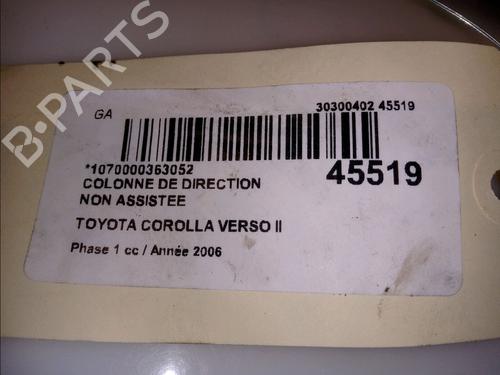 B-PARTS
GA
30300402 45519
*1070000363052
45519
COLONNE DE DIRECTION
NON ASSISTEE
TOYOTA COROLLA VERSO II
Phase 1 cc / Année 2006